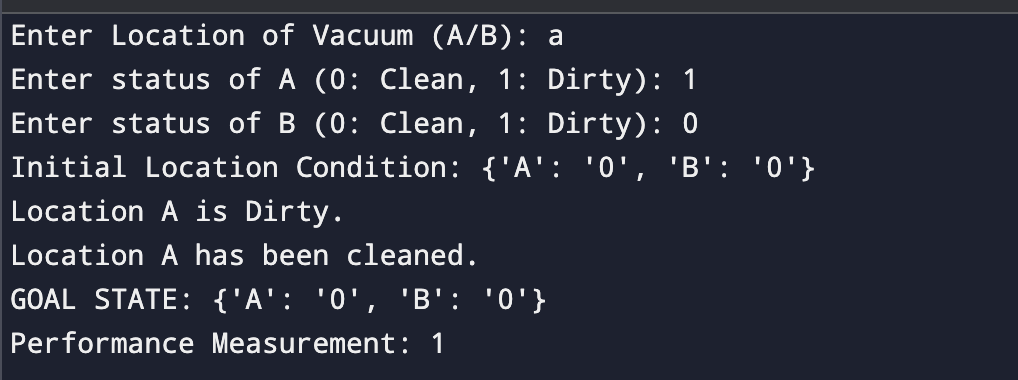 Enter Location of Vacuum (A/B): a
Enter status of A (0: Clean, 1: Dirty): 1
Enter status of B (0: Clean, 1: Dirty): 0
Initial Location Condition: {'A': '0', 'B': '0'}
Location A is Dirty.
Location A has been cleaned.
GOAL STATE: {'A': '0', 'B': '0'}
Performance Measurement: 1